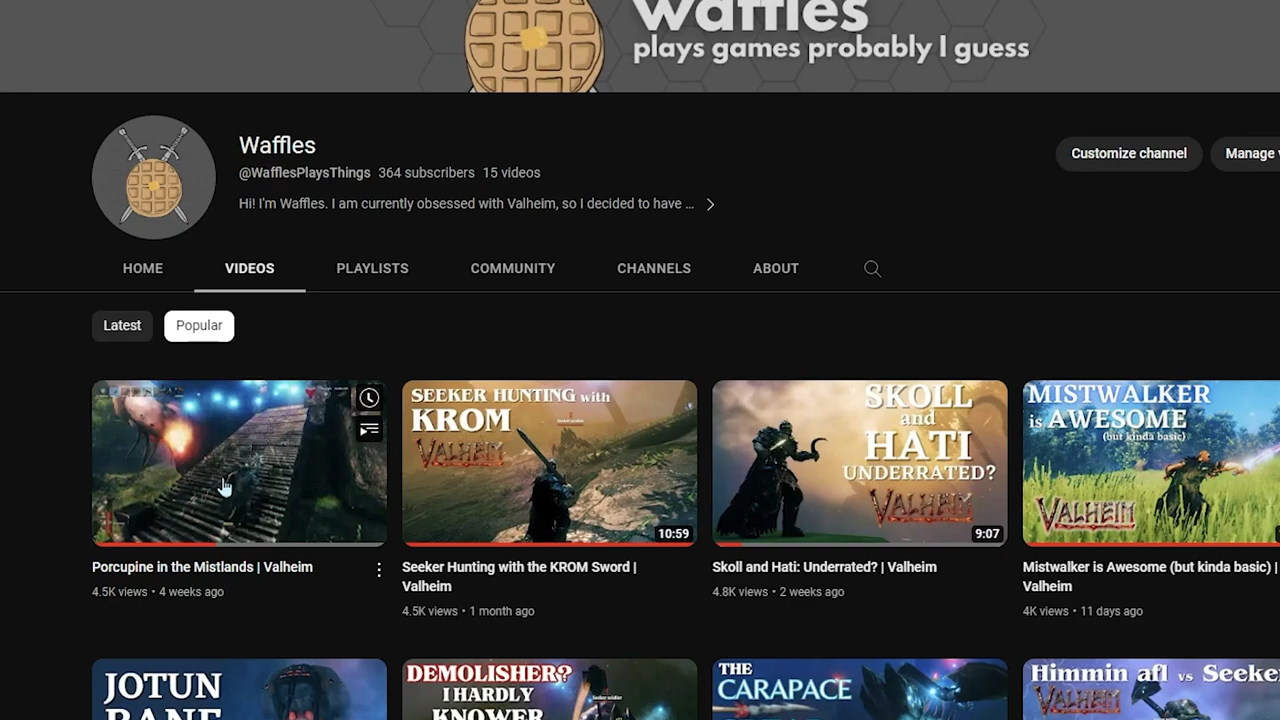 Waffles
plays games probably I guess
Waffles
@WafflesPlaysThings 364 subscribers 15 videos
Customize channel
Manage
Hi! I'm Waffles. I am currently obsessed with Valheim, so I decided to have ...
HOME VIDEOS PLAYLISTS COMMUNITY CHANNELS ABOUT
Latest Popular
SEEKER HUNTING with
KROM
VALHEIM
10:59
SKOLL
and
HATI
UNDERRATED?
VALHEIM
9:07
MISTWALKER
is AWESOME
(but kinda basic)
VALHEIM
Porcupine in the Mistlands | Valheim
4.5K views • 4 weeks ago
Seeker Hunting with the KROM Sword |
Valheim
4.5K views • 1 month ago
Skoll and Hati: Underrated? | Valheim
4.8K views • 2 weeks ago
Mistwalker is Awesome (but kinda basic) |
Valheim
4K views • 11 days ago
JOTUN
BANE
DEMOLISHER?
I HARDLY
KNOWER
THE
CARAPACE
Himmin afl vs Seeke
VALHEIM